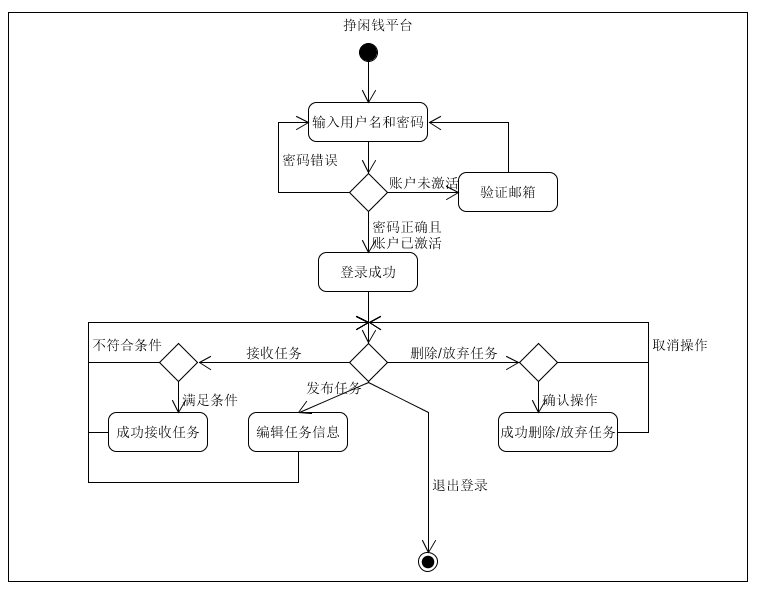 挣闲钱平台
输入用户名和密码
密码错误
账户未激活
验证邮箱
密码正确且
账户已激活
登录成功
不符合条件
接收任务
删除/放弃任务
取消操作
发布任务
满足条件
确认操作
成功接收任务
编辑任务信息
成功删除/放弃任务
退出登录